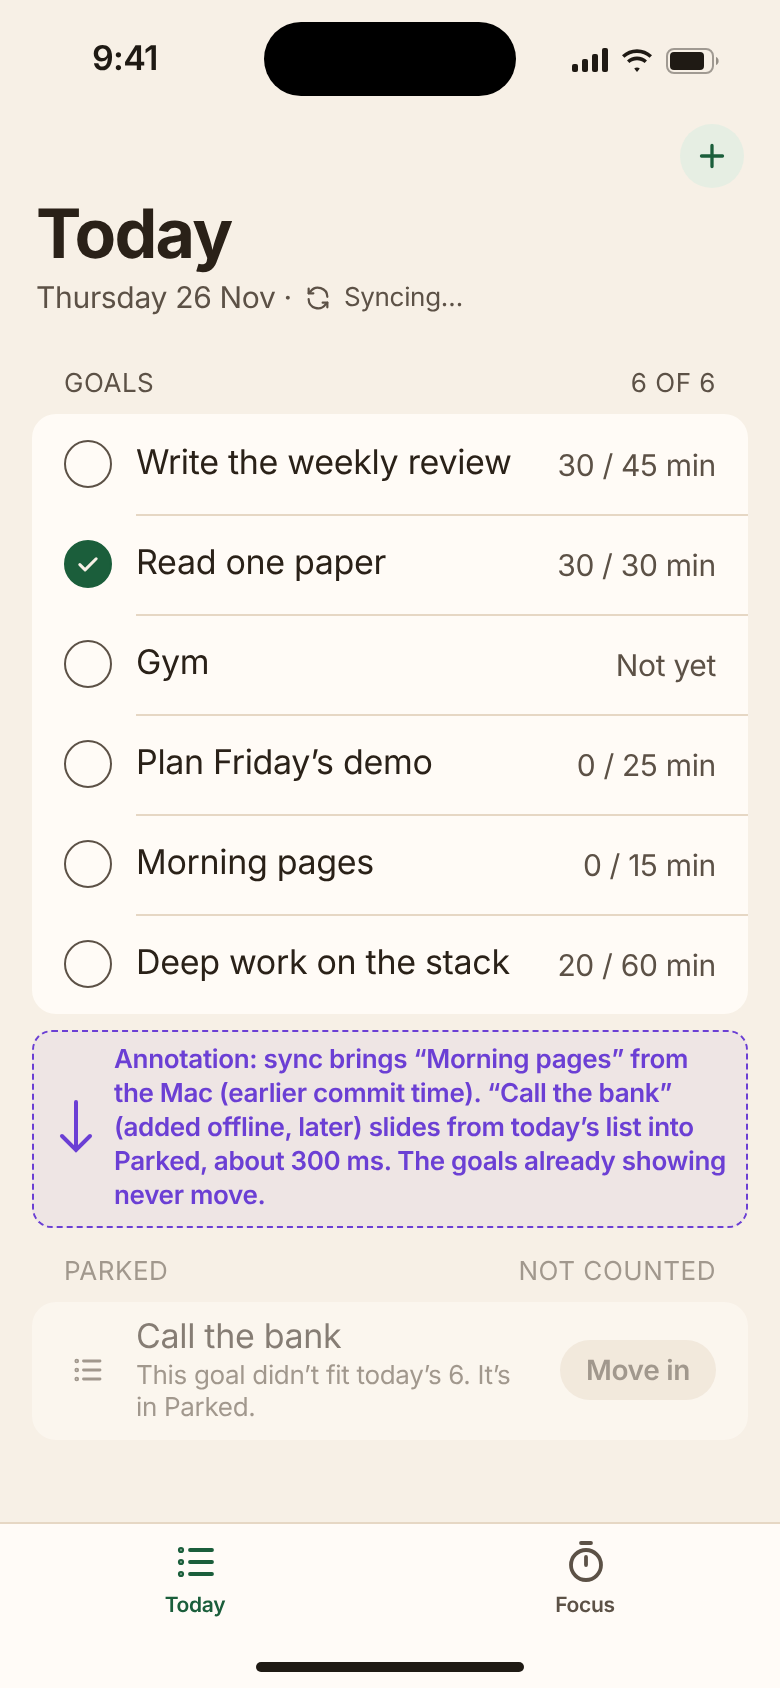 9:41
Today
Thursday 26 Nov · Syncing…
GOALS 6 OF 6
Write the weekly review 30 / 45 min
Read one paper 30 / 30 min
Gym Not yet
Plan Friday’s demo 0 / 25 min
Morning pages 0 / 15 min
Deep work on the stack 20 / 60 min
Annotation: sync brings “Morning pages” from
the Mac (earlier commit time). “Call the bank”
(added offline, later) slides from today’s list into
Parked, about 300 ms. The goals already showing
never move.
PARKED NOT COUNTED
Call the bank
This goal didn’t fit today’s 6. It’s
in Parked.
Move in
Today Focus